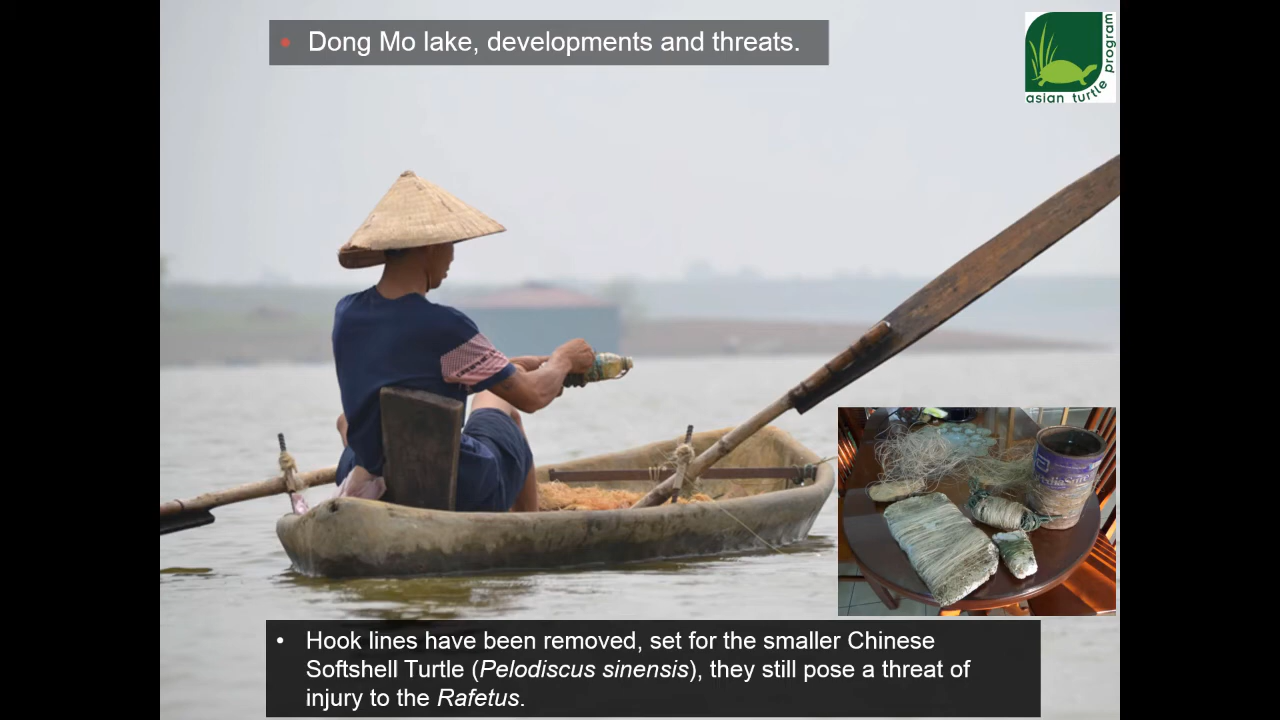 Dong Mo lake, developments and threats.
asian turtle program
PediaSure
Hook lines have been removed, set for the smaller Chinese
Softshell Turtle (Pelodiscus sinensis), they still pose a threat of
injury to the Rafetus.